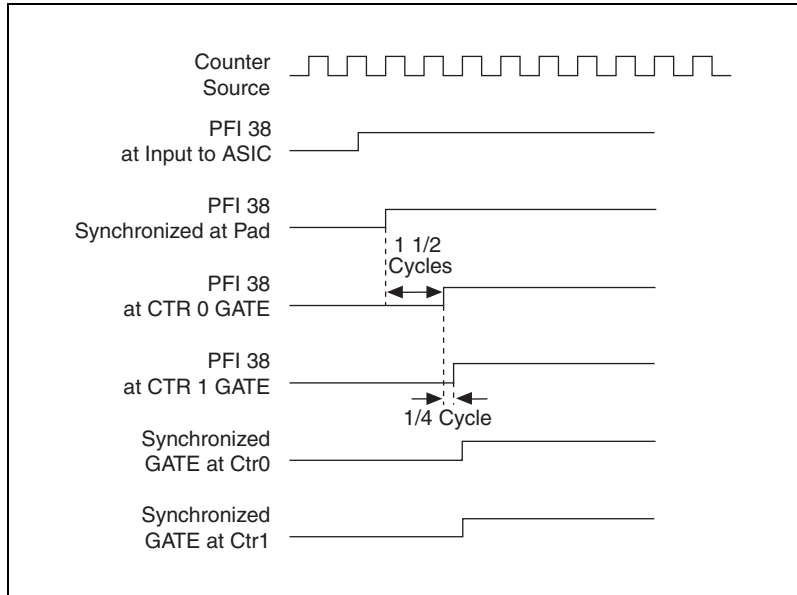 Counter
Source
PFI 38
at Input to ASIC
PFI 38
Synchronized at Pad
1 1/2
Cycles
PFI 38
at CTR 0 GATE
PFI 38
at CTR 1 GATE
1/4 Cycle
Synchronized
GATE at Ctr0
Synchronized
GATE at Ctr1